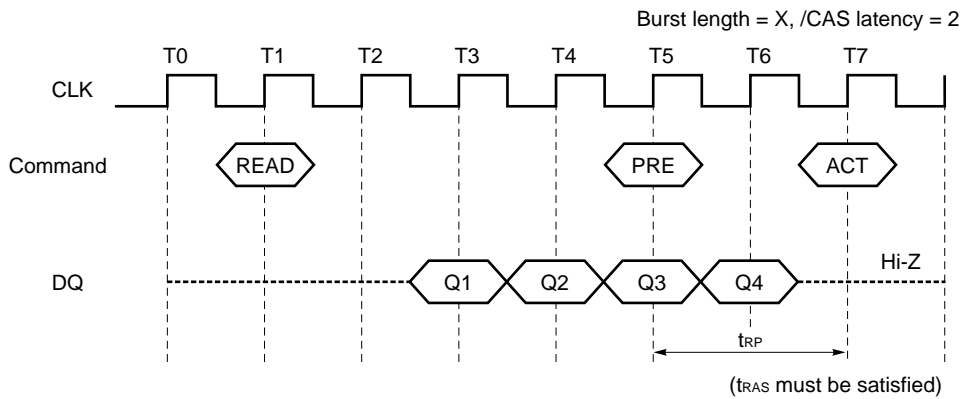 Burst length = X, /CAS latency = 2
T0 T1 T2 T3 T4 T5 T6 T7
CLK
Command READ PRE ACT
DQ Q1 Q2 Q3 Q4 Hi-Z
tRP
(tRAS must be satisfied)